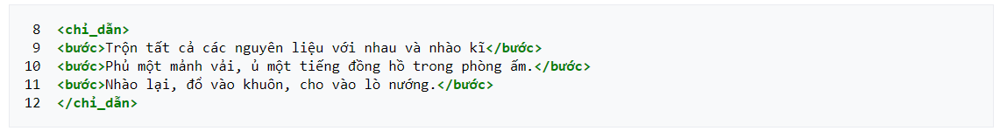 8 <chỉ_dẫn>
9 <bước>Trộn tất cả các nguyên liệu với nhau và nhào kĩ</bước>
10 <bước>Phủ một mảnh vải, ủ một tiếng đồng hồ trong phòng ấm.</bước>
11 <bước>Nhào lại, đổ vào khuôn, cho vào lò nướng.</bước>
12 </chỉ_dẫn>